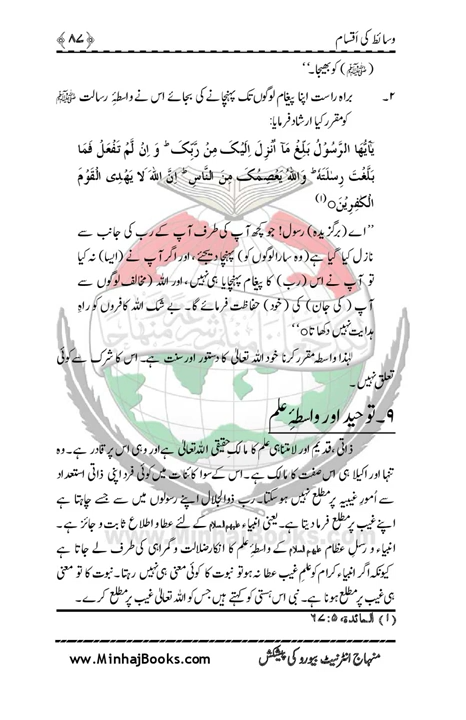 وسائط کی اَقسام ﴿ ۸۷ ﴾
(ﷺ) کو بھیجا۔‘‘
۲۔ براہ راست اپنا پیغام لوگوں تک پہنچانے کی بجائے اس نے واسطۂ رسالت ﷺ
کو مقرر کیا ارشاد فرمایا:
یٰٓاَیُّھَا الرَّسُوْلُ بَلِّغْ مَآ اُنْزِلَ اِلَیْکَ مِنْ رَّبِّکَ ؕ وَ اِنْ لَّمْ تَفْعَلْ فَمَا
بَلَّغْتَ رِسٰلَتَهٗ ؕ وَاللهُ یَعْصِمُکَ مِنَ النَّاسِ ؕ اِنَّ اللهَ لَا یَھْدِی الْقَوْمَ
الْکٰفِرِیْنَo(۱)
’’اے (برگزیدہ) رسول! جو کچھ آپ کی طرف آپ کے رب کی جانب سے
نازل کیا گیا ہے (وہ سارا لوگوں کو) پہنچا دیجئے، اور اگر آپ نے (ایسا) نہ کیا
تو آپ نے اس (رب) کا پیغام پہنچایا ہی نہیں، اور اللہ (مخالف) لوگوں سے
آپ (کی جان) کی (خود) حفاظت فرمائے گا۔ بے شک اللہ کافروں کو راہِ
ہدایت نہیں دکھاتاo‘‘
لہٰذا واسطہ مقرر کرنا خود اللہ تعالیٰ کا دستور اور سنت ہے۔ اس کا شرک سے کوئی
تعلق نہیں۔
۹۔ توحید اور واسطۂ علم
ذاتی، قدیم اور لامتناہی علم کا مالکِ حقیقی اللہ تعالیٰ ہے اور وہی اس پر قادر ہے۔ وہ
تنہا اور اکیلا ہی اس صفت کا مالک ہے۔ اس کے سوا کائنات میں کوئی فرد اپنی ذاتی استعداد
سے اُمورِ غیبیہ پر مطلع نہیں ہو سکتا۔ ربِ ذوالجلال اپنے رسولوں میں سے جسے چاہتا ہے
اپنے غیب پر مطلع فرما دیتا ہے۔ یعنی انبیاء علیہم السلام کے لئے عطا و اطلاع ثابت و جائز ہے۔
انبیاء و رسلِ عظام علیہم السلام کے واسطۂ علم کا انکار ضلالت و گمراہی کی طرف لے جاتا ہے
کیونکہ اگر انبیاء کرام کو علمِ غیب عطا نہ ہو تو نبوت کا کوئی معنی ہی نہیں رہتا۔ نبوت کا تو معنی
ہی غیب پر مطلع ہونا ہے۔ نبی اس ہستی کو کہتے ہیں جس کو اللہ تعالیٰ غیب پر مطلع کرے۔
(۱) المائدة، ۵: ۶۷
www.MinhajBooks.com منہاج انٹرنیٹ بیورو کی پیشکش
www.MinhajBooks.com